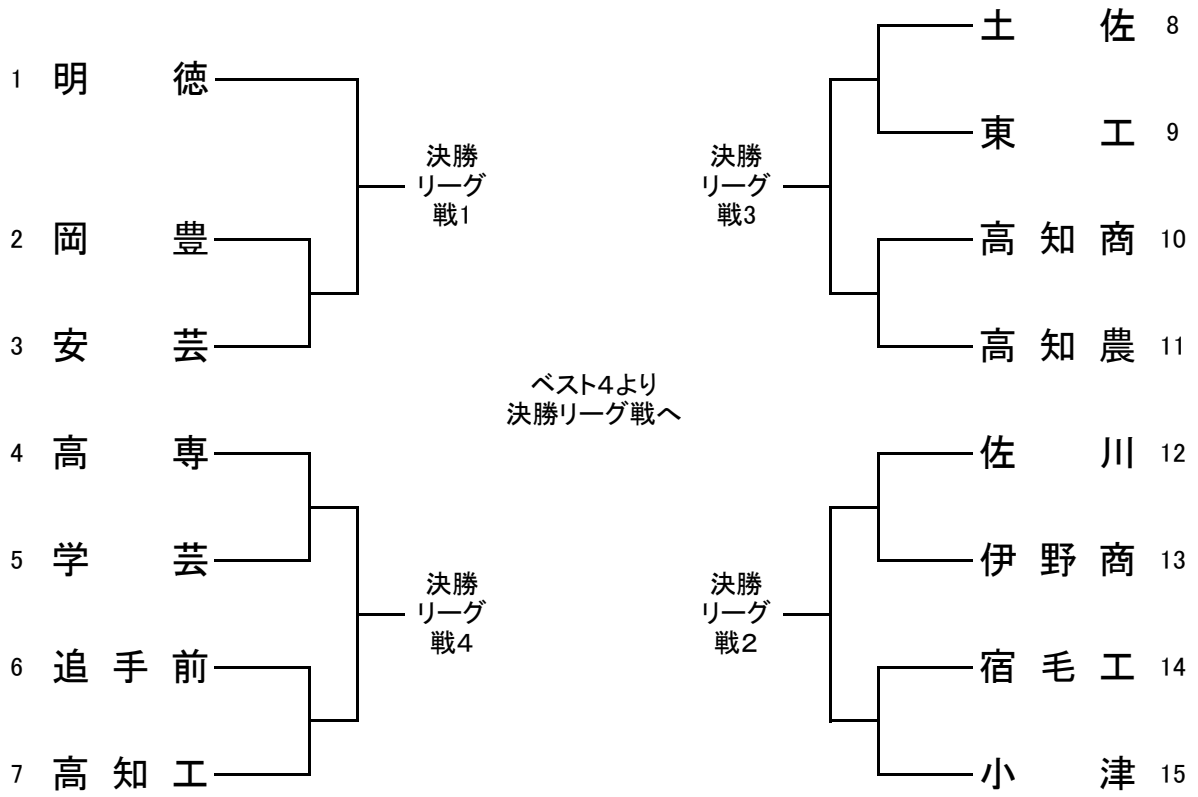 1 明徳
2 岡豊
3 安芸
4 高専
5 学芸
6 追手前
7 高知工
決勝
リーグ
戦1
決勝
リーグ
戦4
ベスト4より
決勝リーグ戦へ
決勝
リーグ
戦3
決勝
リーグ
戦2
土佐 8
東工 9
高知商 10
高知農 11
佐川 12
伊野商 13
宿毛工 14
小津 15